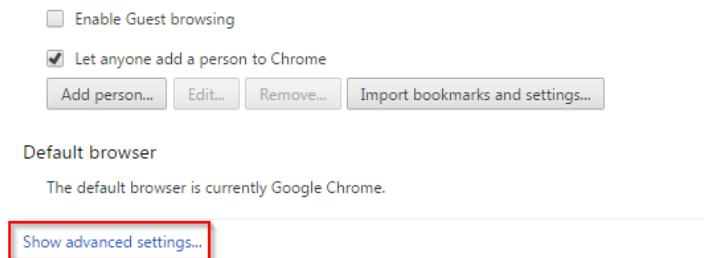 Enable Guest browsing
Let anyone add a person to Chrome
Add person... Edit... Remove... Import bookmarks and settings...
Default browser
The default browser is currently Google Chrome.
Show advanced settings...